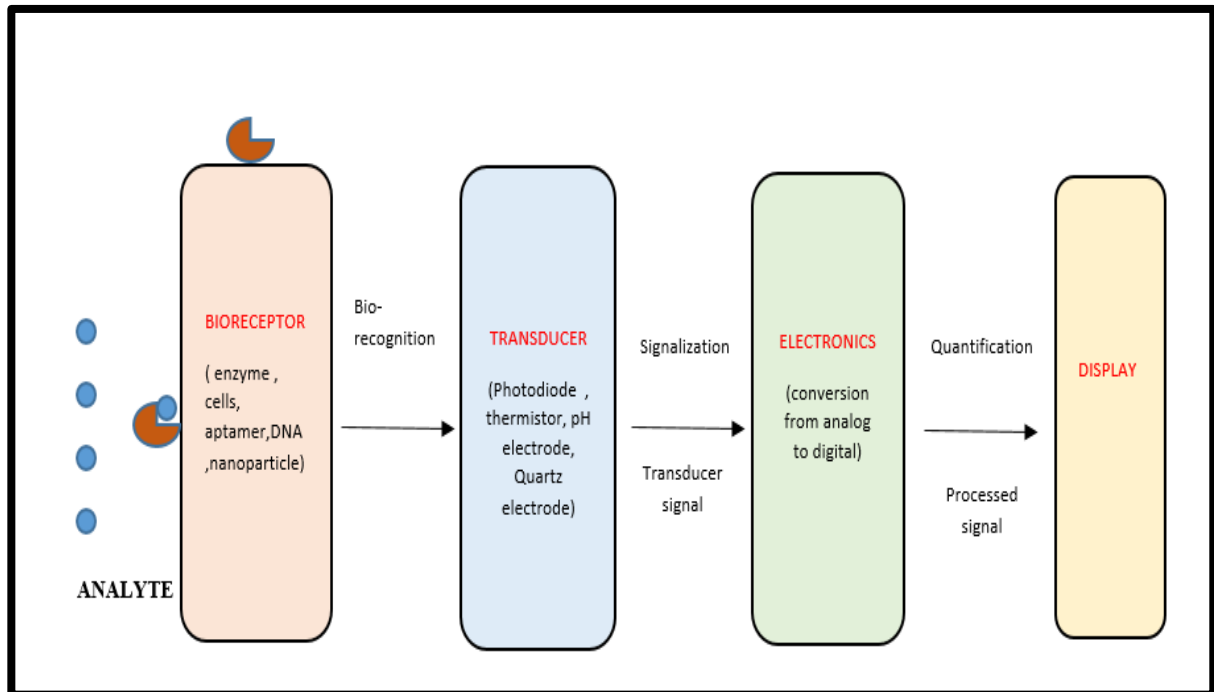 ANALYTE
BIORECEPTOR
( enzyme ,
cells,
aptamer,DNA
,nanoparticle)
Bio-
recognition
TRANSDUCER
(Photodiode ,
thermistor, pH
electrode,
Quartz
electrode)
Signalization
Transducer
signal
ELECTRONICS
(conversion
from analog
to digital)
Quantification
Processed
signal
DISPLAY